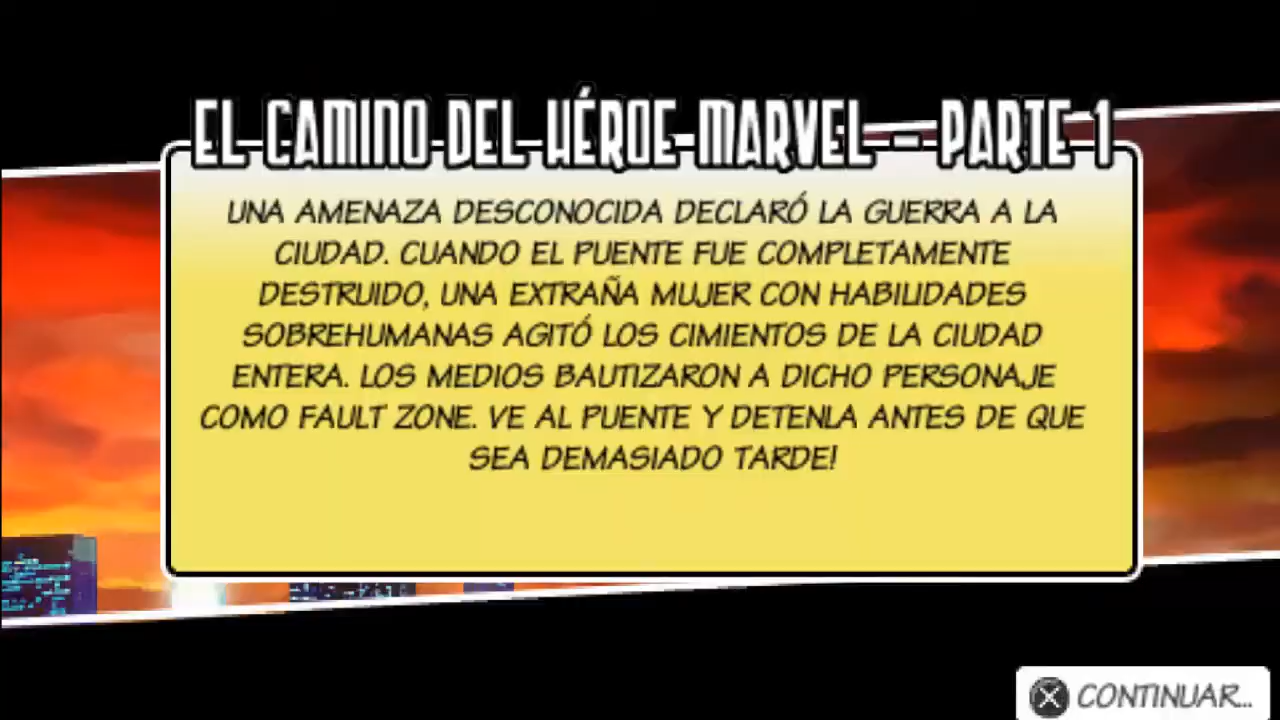 EL CAMINO DEL HÉROE MARVEL - PARTE 1
UNA AMENAZA DESCONOCIDA DECLARÓ LA GUERRA A LA
CIUDAD. CUANDO EL PUENTE FUE COMPLETAMENTE
DESTRUIDO, UNA EXTRAÑA MUJER CON HABILIDADES
SOBREHUMANAS AGITÓ LOS CIMIENTOS DE LA CIUDAD
ENTERA. LOS MEDIOS BAUTIZARON A DICHO PERSONAJE
COMO FAULT ZONE. VE AL PUENTE Y DETENLA ANTES DE QUE
SEA DEMASIADO TARDE!
CONTINUAR...